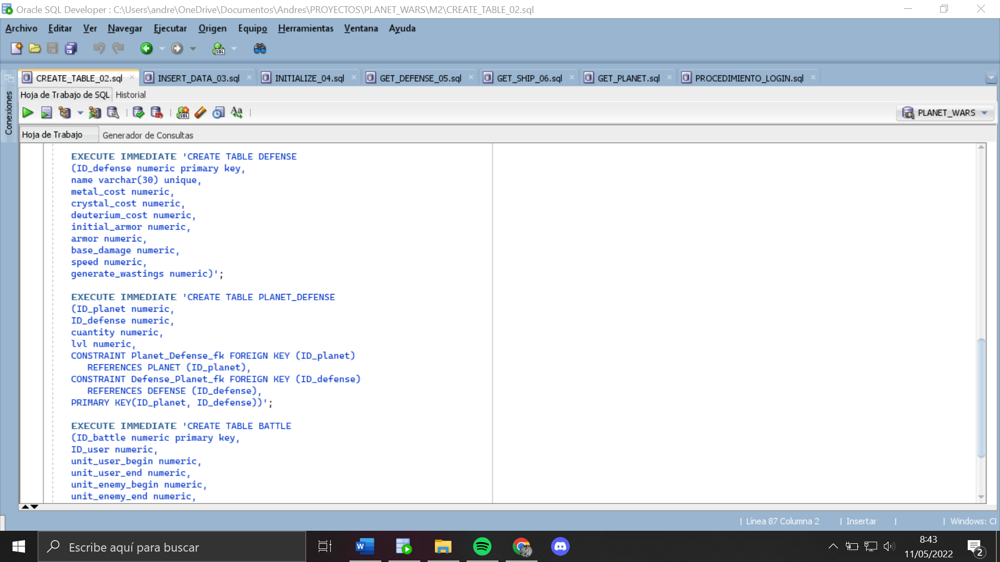 Oracle SQL Developer : C:\Users\andre\OneDrive\Documentos\Andres\PROYECTOS\PLANET_WARS\M2\CREATE_TABLE_02.sql
Archivo Editar Ver Navegar Ejecutar Origen Equipo Herramientas Ventana Ayuda
SQL
CREATE_TABLE_02.sql INSERT_DATA_03.sql INITIALIZE_04.sql GET_DEFENSE_05.sql GET_SHIP_06.sql GET_PLANET.sql PROCEDIMIENTO_LOGIN.sql
Conexiones
Hoja de Trabajo de SQL Historial
SQL Aa PLANET_WARS
Hoja de Trabajo Generador de Consultas
EXECUTE IMMEDIATE 'CREATE TABLE DEFENSE
(ID_defense numeric primary key,
name varchar(30) unique,
metal_cost numeric,
crystal_cost numeric,
deuterium_cost numeric,
initial_armor numeric,
armor numeric,
base_damage numeric,
speed numeric,
generate_wastings numeric)';
EXECUTE IMMEDIATE 'CREATE TABLE PLANET_DEFENSE
(ID_planet numeric,
ID_defense numeric,
cuantity numeric,
lvl numeric,
CONSTRAINT Planet_Defense_fk FOREIGN KEY (ID_planet)
REFERENCES PLANET (ID_planet),
CONSTRAINT Defense_Planet_fk FOREIGN KEY (ID_defense)
REFERENCES DEFENSE (ID_defense),
PRIMARY KEY(ID_planet, ID_defense))';
EXECUTE IMMEDIATE 'CREATE TABLE BATTLE
(ID_battle numeric primary key,
ID_user numeric,
unit_user_begin numeric,
unit_user_end numeric,
unit_enemy_begin numeric,
unit_enemy_end numeric,
| Línea 87 Columna 2 | Insertar | | Windows: Cl
Escribe aquí para buscar
W
8:43
11/05/2022
2